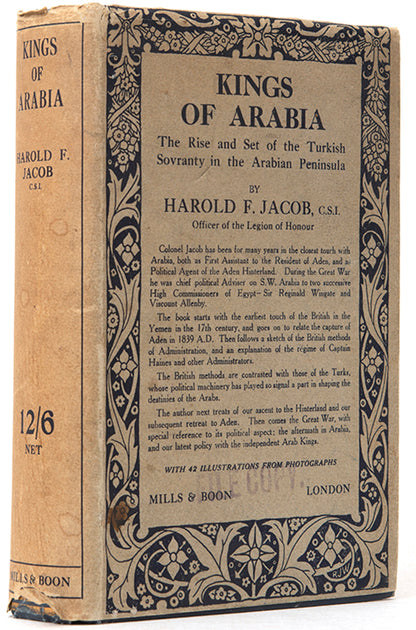 KINGS
OF
ARABIA
HAROLD F.
JACOB
C.S.I.
12/6
NET
MILLS & BOON
KINGS
OF ARABIA
The Rise and Set of the Turkish
Sovranty in the Arabian Peninsula
BY
HAROLD F. JACOB, C.S.I.
Officer of the Legion of Honour
Colonel Jacob has been for many years in the closest touch with
Arabia, both as First Assistant to the Resident of Aden, and as
Political Agent of the Aden Hinterland. During the Great War
he was chief political Adviser on S.W. Arabia to two successive
High Commissioners of Egypt—Sir Reginald Wingate and
Viscount Allenby.
The book starts with the earliest touch of the British in the
Yemen in the 17th century, and goes on to relate the capture of
Aden in 1839 A.D. Then follows a sketch of the British methods
of Administration, and an explanation of the régime of Captain
Haines and other Administrators.
The British methods are contrasted with those of the Turks,
whose political machinery has played so signal a part in shaping the
destinies of the Arabs.
The author next treats of our ascent to the Hinterland and our
subsequent retreat to Aden. Then comes the Great War, with
special reference to its political aspect; the aftermath in Arabia,
and our latest policy with the independent Arab Kings.
WITH 42 ILLUSTRATIONS FROM PHOTOGRAPHS
FILE COPY.
MILLS & BOON LONDON
RJW